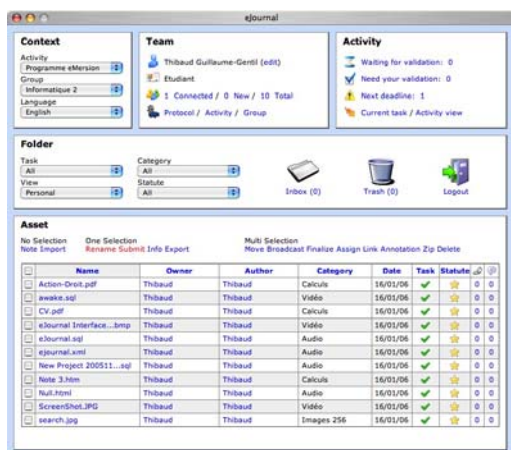 eJournal
Context
Activity
Programme eMersion
Group
Informatique 2
Language
English
Team
Thibaud Guillaume-Gentil (edit)
Etudiant
1 Connected / 0 New / 10 Total
Protocol / Activity / Group
Activity
Waiting for validation: 0
Need your validation: 0
Next deadline: 1
Current task / Activity view
Folder
Task
All
View
Personal
Category
All
Statute
All
Inbox (0)
Trash (0)
Logout
Asset
No Selection
Note Import
One Selection
Rename Submit Info Export
Multi Selection
Move Broadcast Finalize Assign Link Annotation Zip Delete
Name Owner Author Category Date Task Statute
Action-Droit.pdf Thibaud Thibaud Calculs 16/01/06 0 0
awake.sql Thibaud Thibaud Vidéo 16/01/06 0 0
CV.pdf Thibaud Thibaud Calculs 16/01/06 0 0
eJournal Interface...bmp Thibaud Thibaud Vidéo 16/01/06 0 0
eJournal.sql Thibaud Thibaud Audio 16/01/06 0 0
ejournal.xml Thibaud Thibaud Audio 16/01/06 0 0
New Project 200511...sql Thibaud Thibaud Audio 16/01/06 0 0
Note 3.htm Thibaud Thibaud Calculs 16/01/06 0 0
Null.html Thibaud Thibaud Audio 16/01/06 0 0
ScreenShot.JPG Thibaud Thibaud Vidéo 16/01/06 0 0
search.jpg Thibaud Thibaud Images 256 16/01/06 0 0